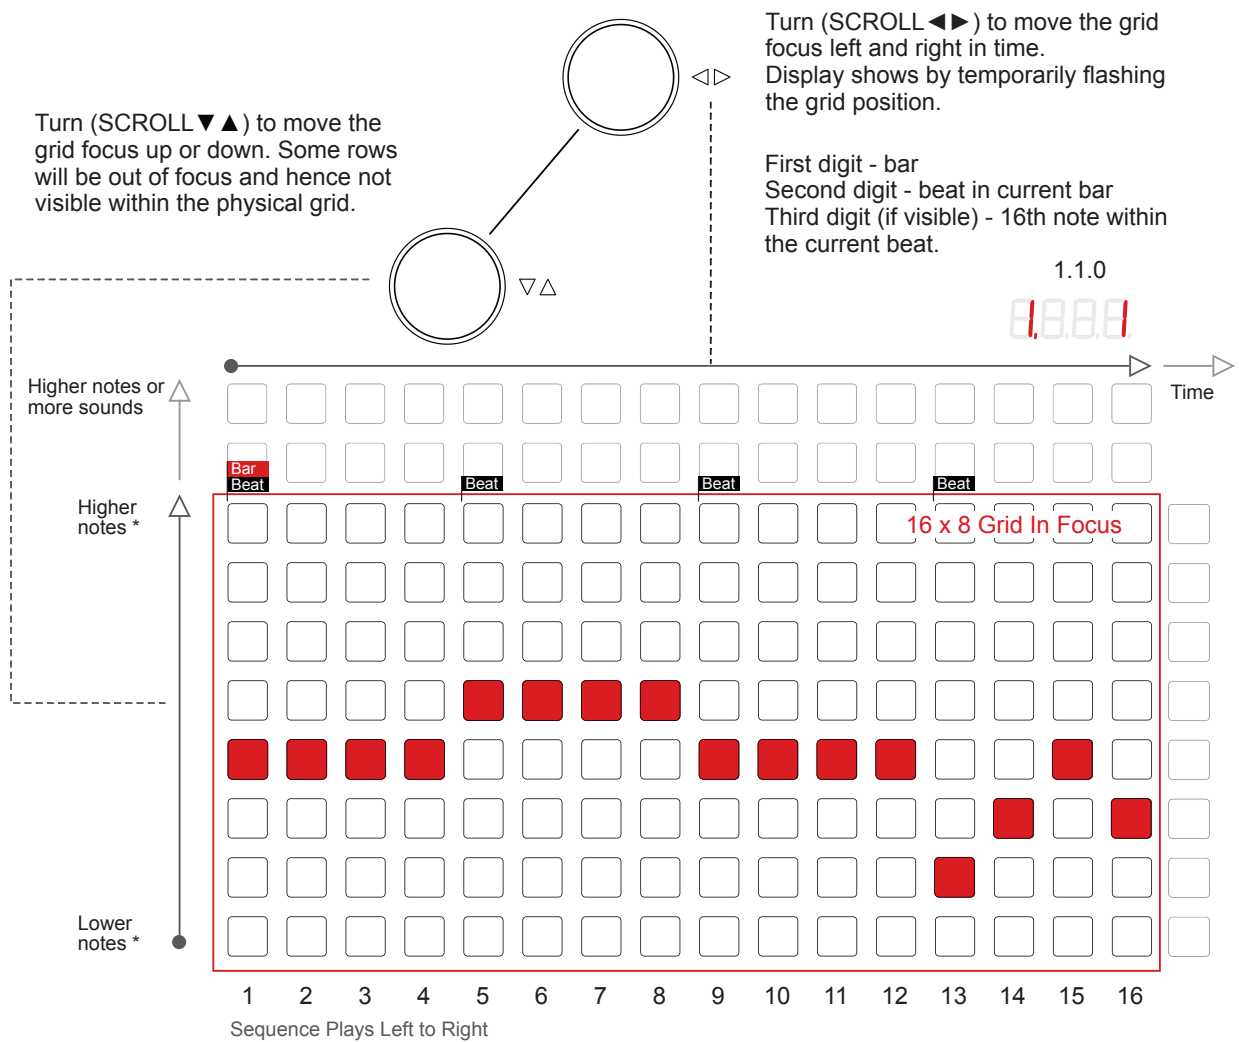 Turn (SCROLL◀▶) to move the grid
focus left and right in time.
Display shows by temporarily flashing
the grid position.
First digit - bar
Second digit - beat in current bar
Third digit (if visible) - 16th note within
the current beat.
Turn (SCROLL▼▲) to move the
grid focus up or down. Some rows
will be out of focus and hence not
visible within the physical grid.
1.1.0
1. 1
Higher notes or
more sounds
Time
Bar
Beat
Beat
Beat
Beat
Higher
notes *
16 x 8 Grid In Focus
Lower
notes *
1 2 3 4 5 6 7 8 9 10 11 12 13 14 15 16
Sequence Plays Left to Right